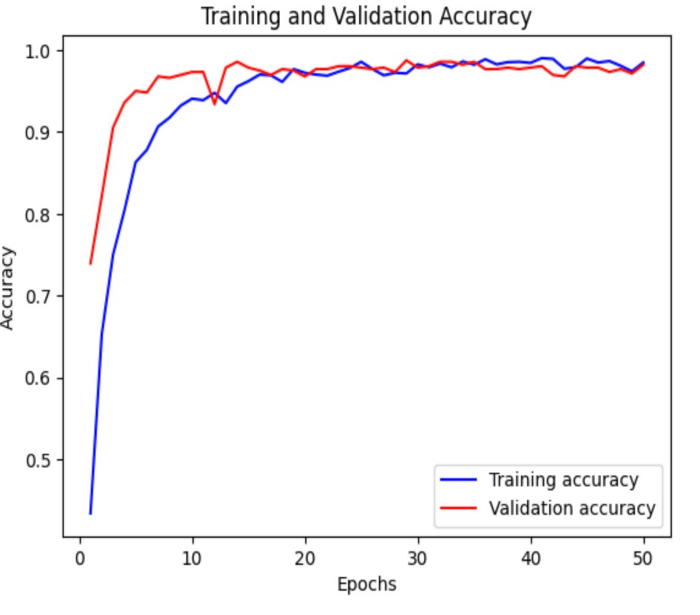 Training and Validation Accuracy
1.0
0.9
0.8
0.7
0.6
0.5
Accuracy
Training accuracy
Validation accuracy
0
10
20
30
40
50
Epochs